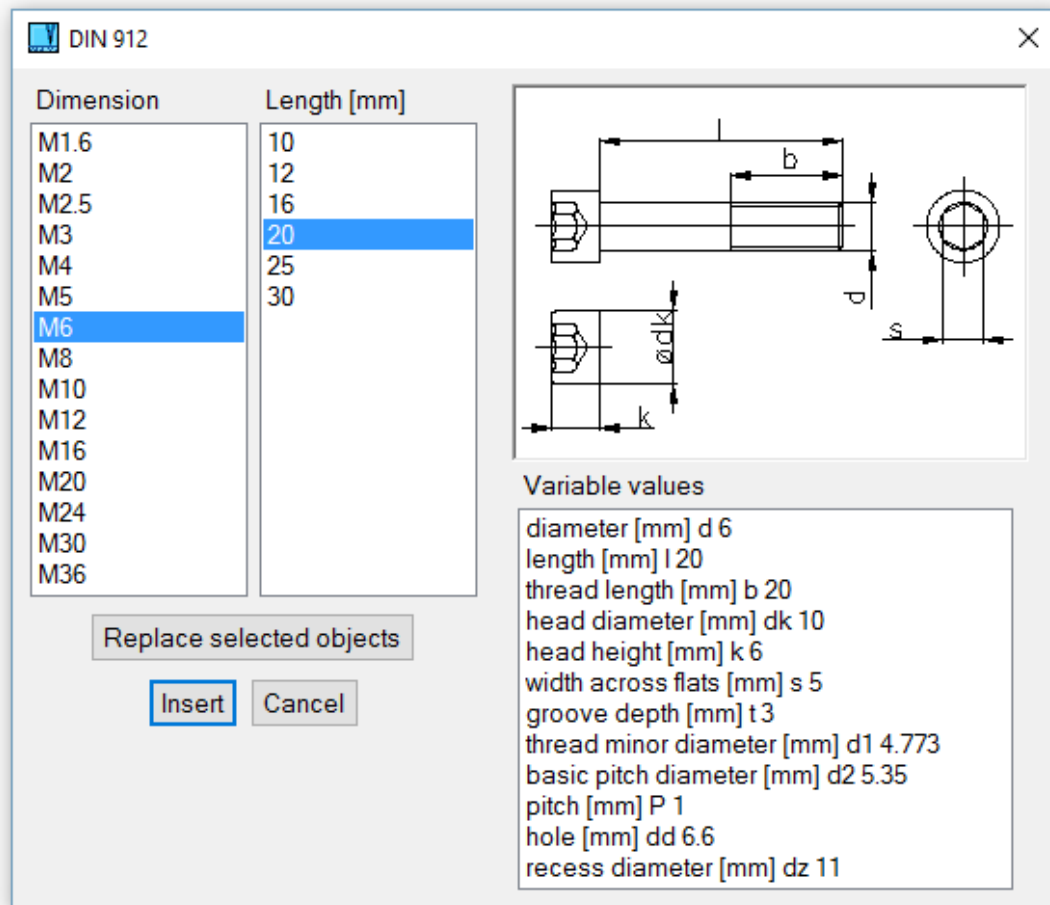 DIN 912
Dimension
M1.6
M2
M2.5
M3
M4
M5
M6
M8
M10
M12
M16
M20
M24
M30
M36
Length [mm]
10
12
16
20
25
30
Replace selected objects
Insert
Cancel
l
b
d
s
ødk
k
Variable values
diameter [mm] d 6
length [mm] l 20
thread length [mm] b 20
head diameter [mm] dk 10
head height [mm] k 6
width across flats [mm] s 5
groove depth [mm] t 3
thread minor diameter [mm] d1 4.773
basic pitch diameter [mm] d2 5.35
pitch [mm] P 1
hole [mm] dd 6.6
recess diameter [mm] dz 11